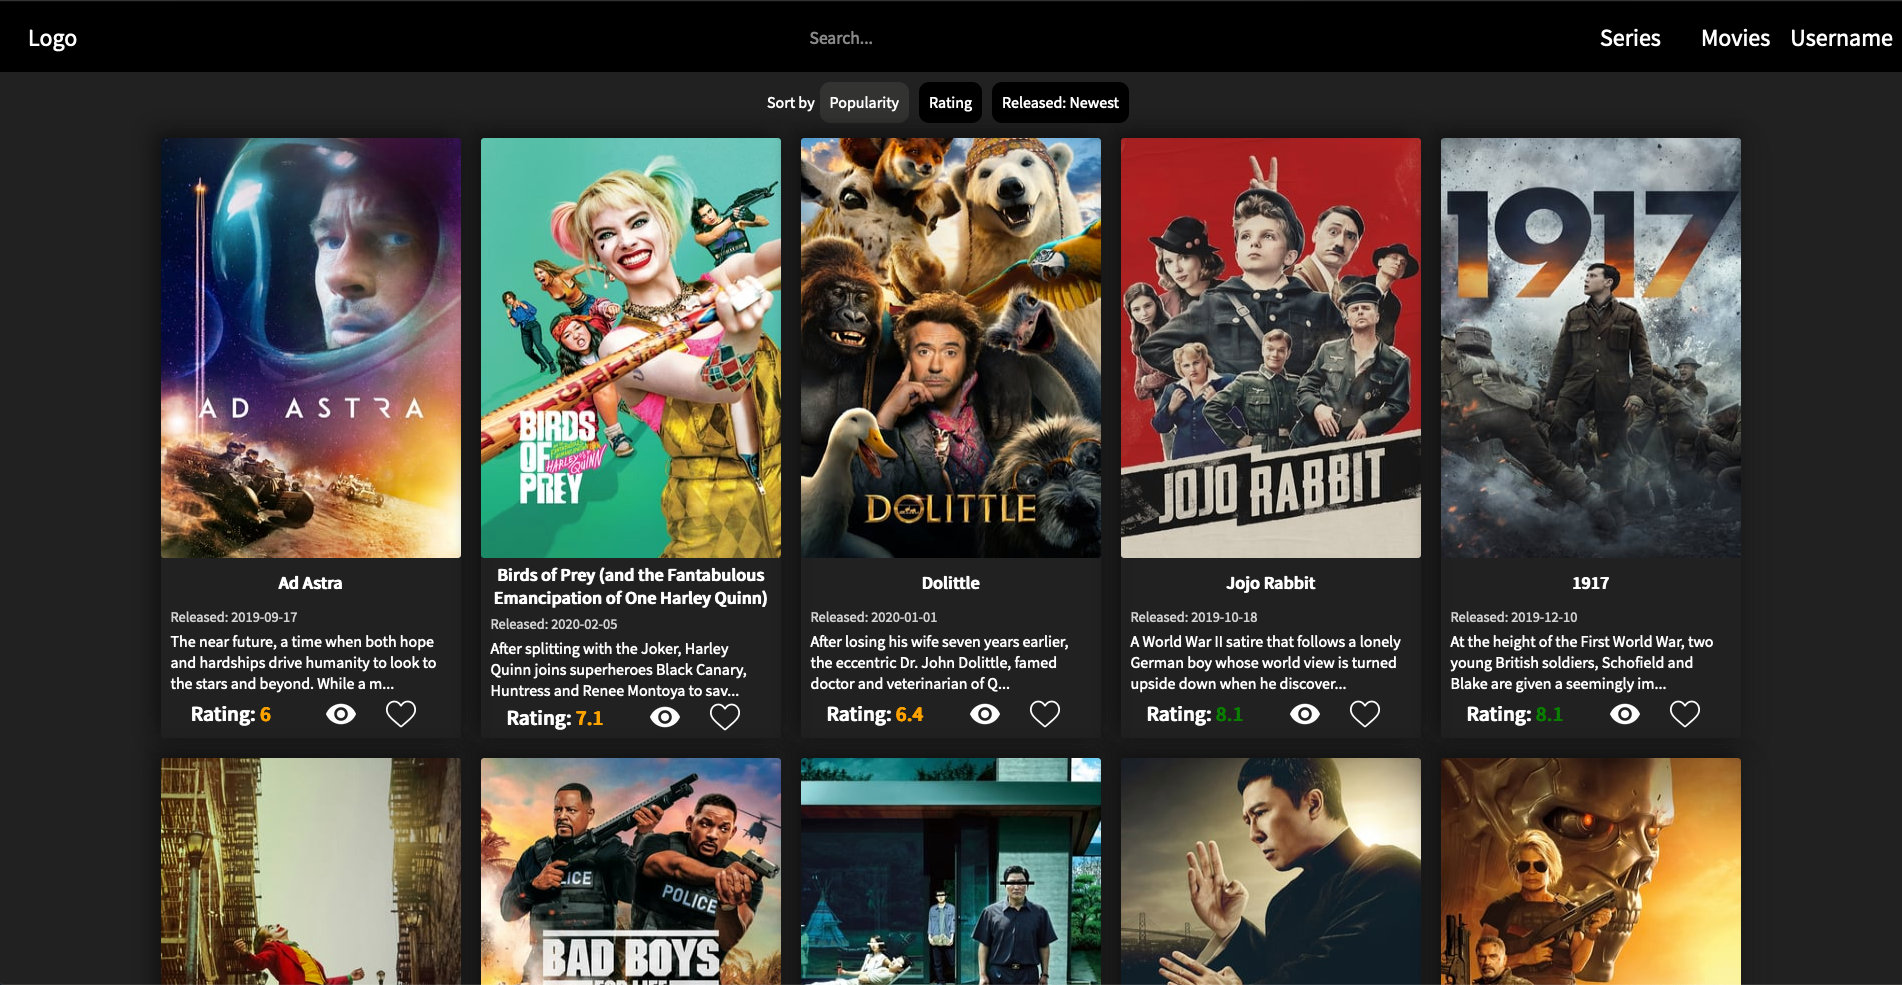 Logo
Search...
Series
Movies
Username
Sort by
Popularity
Rating
Released: Newest
AD ASTRA
BIRDS
OF
HARLEY QUINN
PREY
DOLITTLE
JOJO RABBIT
1917
Ad Astra
Released: 2019-09-17
The near future, a time when both hope
and hardships drive humanity to look to
the stars and beyond. While a m...
Rating: 6
Birds of Prey (and the Fantabulous
Emancipation of One Harley Quinn)
Released: 2020-02-05
After splitting with the Joker, Harley
Quinn joins superheroes Black Canary,
Huntress and Renee Montoya to sav...
Rating: 7.1
Dolittle
Released: 2020-01-01
After losing his wife seven years earlier,
the eccentric Dr. John Dolittle, famed
doctor and veterinarian of Q...
Rating: 6.4
Jojo Rabbit
Released: 2019-10-18
A World War II satire that follows a lonely
German boy whose world view is turned
upside down when he discover...
Rating: 8.1
1917
Released: 2019-12-10
At the height of the First World War, two
young British soldiers, Schofield and
Blake are given a seemingly im...
Rating: 8.1
LICE
POLICE
BAD BOYS
FOR LIFE